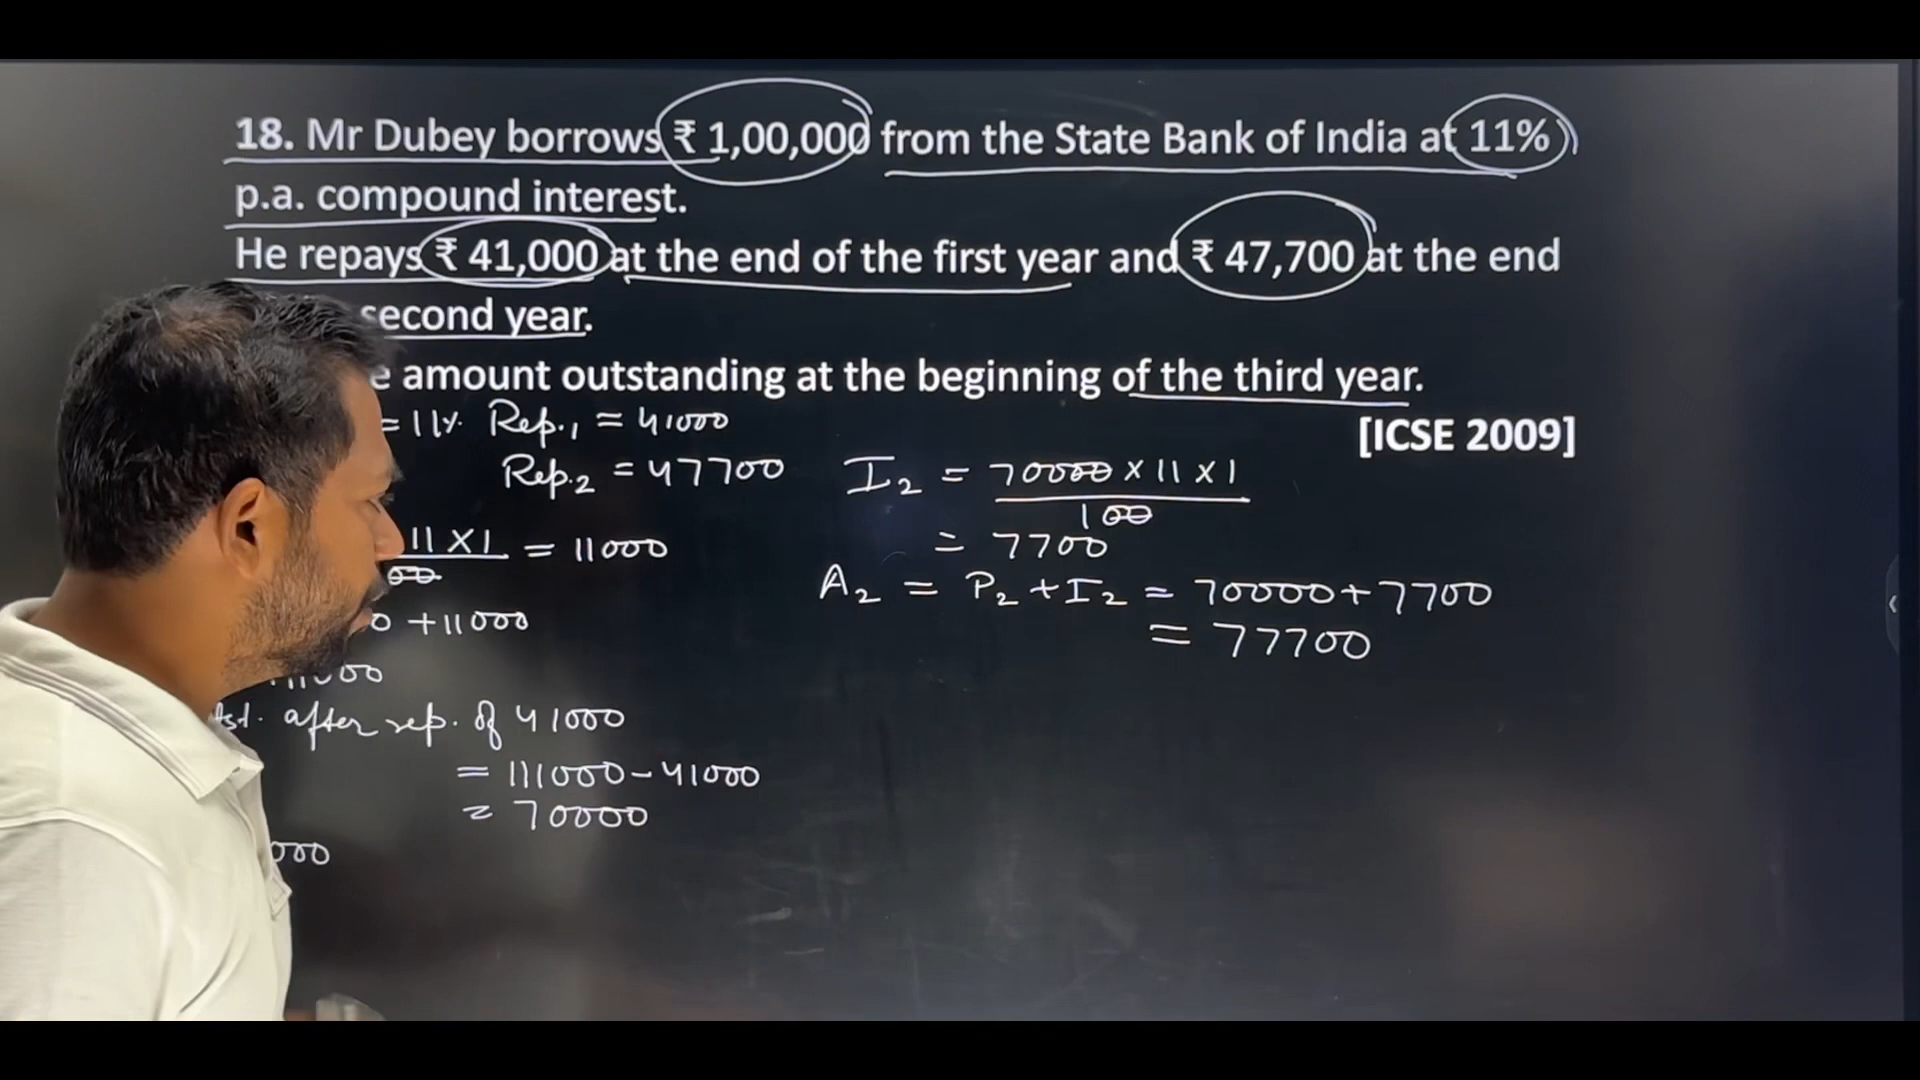 18. Mr Dubey borrows ₹ 1,00,000 from the State Bank of India at 11%
p.a. compound interest.
He repays ₹ 41,000 at the end of the first year and ₹ 47,700 at the end
second year.
amount outstanding at the beginning of the third year.
[ICSE 2009]
= 11% Rep.1 = 41000
Rep.2 = 47700
11 X 1 / 00 = 11000
0 + 11000
after rep. of 41000
= 111000 - 41000
= 70000
000
I2 = 70000 X 11 X 1 / 100
= 7700
A2 = P2 + I2 = 70000 + 7700
= 77700